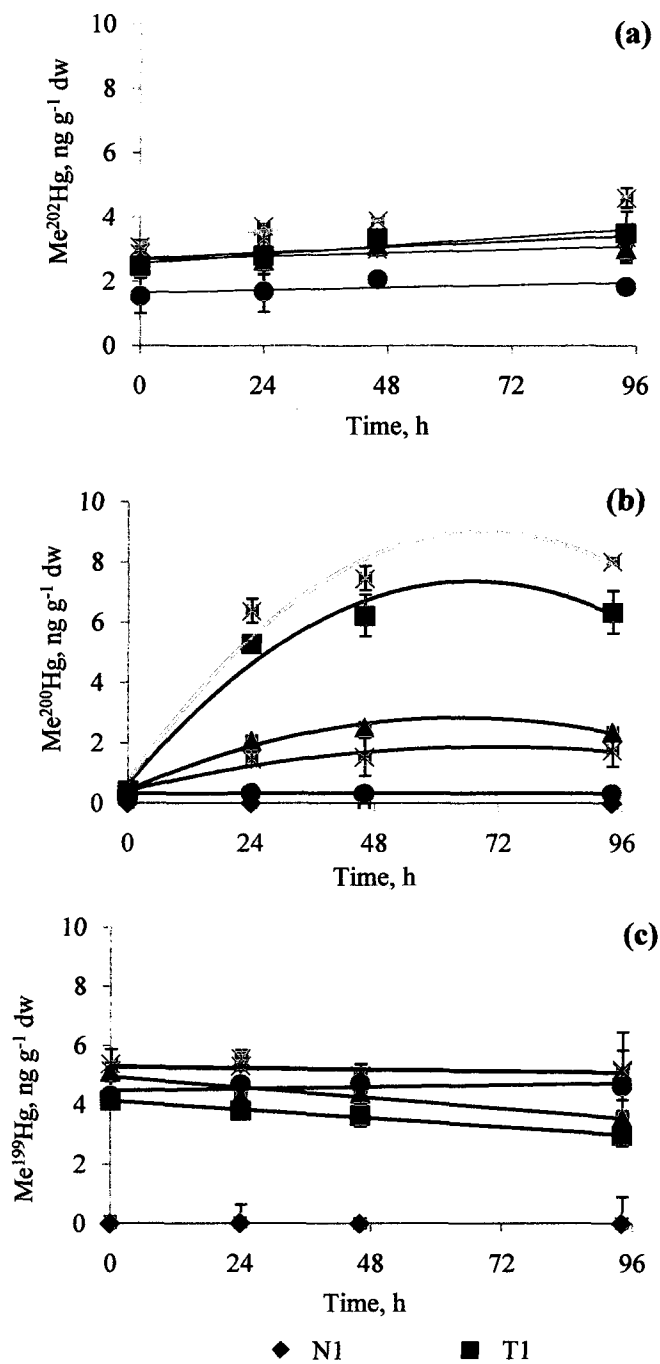 (a)
Me²⁰²Hg, ng g⁻¹ dw
10
8
6
4
2
0
0 24 48 72 96
Time, h
(b)
Me²⁰⁰Hg, ng g⁻¹ dw
10
8
6
4
2
0
0 24 48 72 96
Time, h
(c)
Me¹⁹⁹Hg, ng g⁻¹ dw
10
8
6
4
2
0
0 24 48 72 96
Time, h
N1 T1